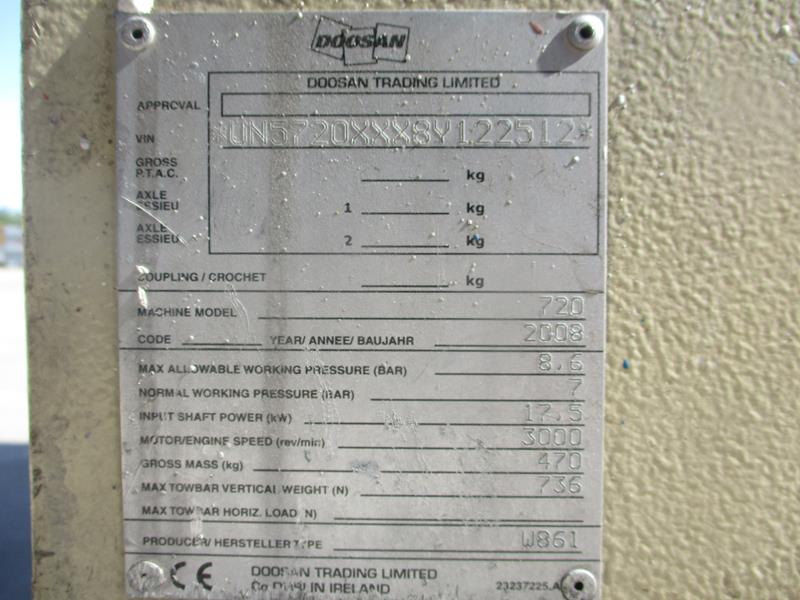 DOOSAN
DOOSAN TRADING LIMITED
APPROVAL
VIN *UN5720XXX8Y122512*
GROSS
P.T.A.C. kg
AXLE
ESSIEU 1 kg
AXLE
ESSIEU 2 kg
COUPLING / CROCHET kg
MACHINE MODEL 720
CODE YEAR/ ANNEE/ BAUJAHR 2008
MAX ALLOWABLE WORKING PRESSURE (BAR) 8.6
NORMAL WORKING PRESSURE (BAR) 7
INPUT SHAFT POWER (kW) 17.5
MOTOR/ENGINE SPEED (rev/min) 3000
GROSS MASS (kg) 470
MAX TOWBAR VERTICAL WEIGHT (N) 736
MAX TOWBAR HORIZ. LOAD (N)
PRODUCER/ HERSTELLER TYPE W861
CE DOOSAN TRADING LIMITED
Co DUBLIN IRELAND 23237225.A